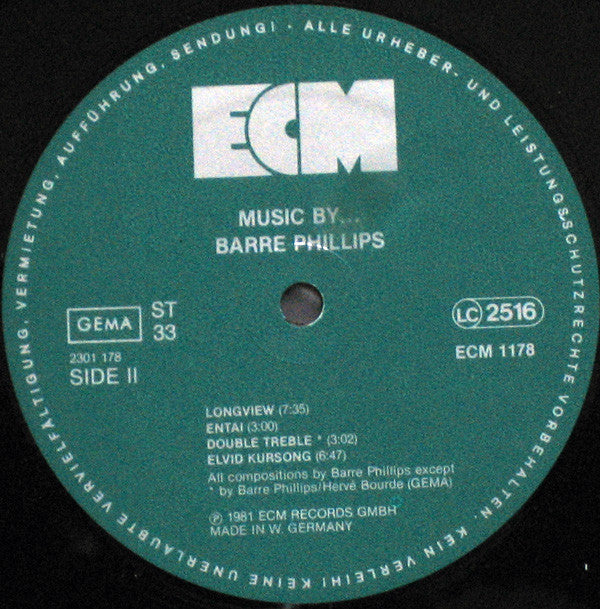 ALLE URHEBER- UND LEISTUNGSSCHUTZRECHTE VORBEHALTEN. KEIN VERLEIH! KEINE UNERLAUBTE VERVIELFÄLTIGUNG, VERMIETUNG, AUFFÜHRUNG, SENDUNG! ·
ECM
MUSIC BY...
BARRE PHILLIPS
GEMA
ST
33
LC 2516
2301 178
SIDE II
ECM 1178
LONGVIEW (7:35)
ENTAI (3:00)
DOUBLE TREBLE * (3:02)
ELVID KURSONG (6:47)
All compositions by Barre Phillips except
* by Barre Phillips/Hervé Bourde (GEMA)
℗ 1981 ECM RECORDS GMBH
MADE IN W. GERMANY